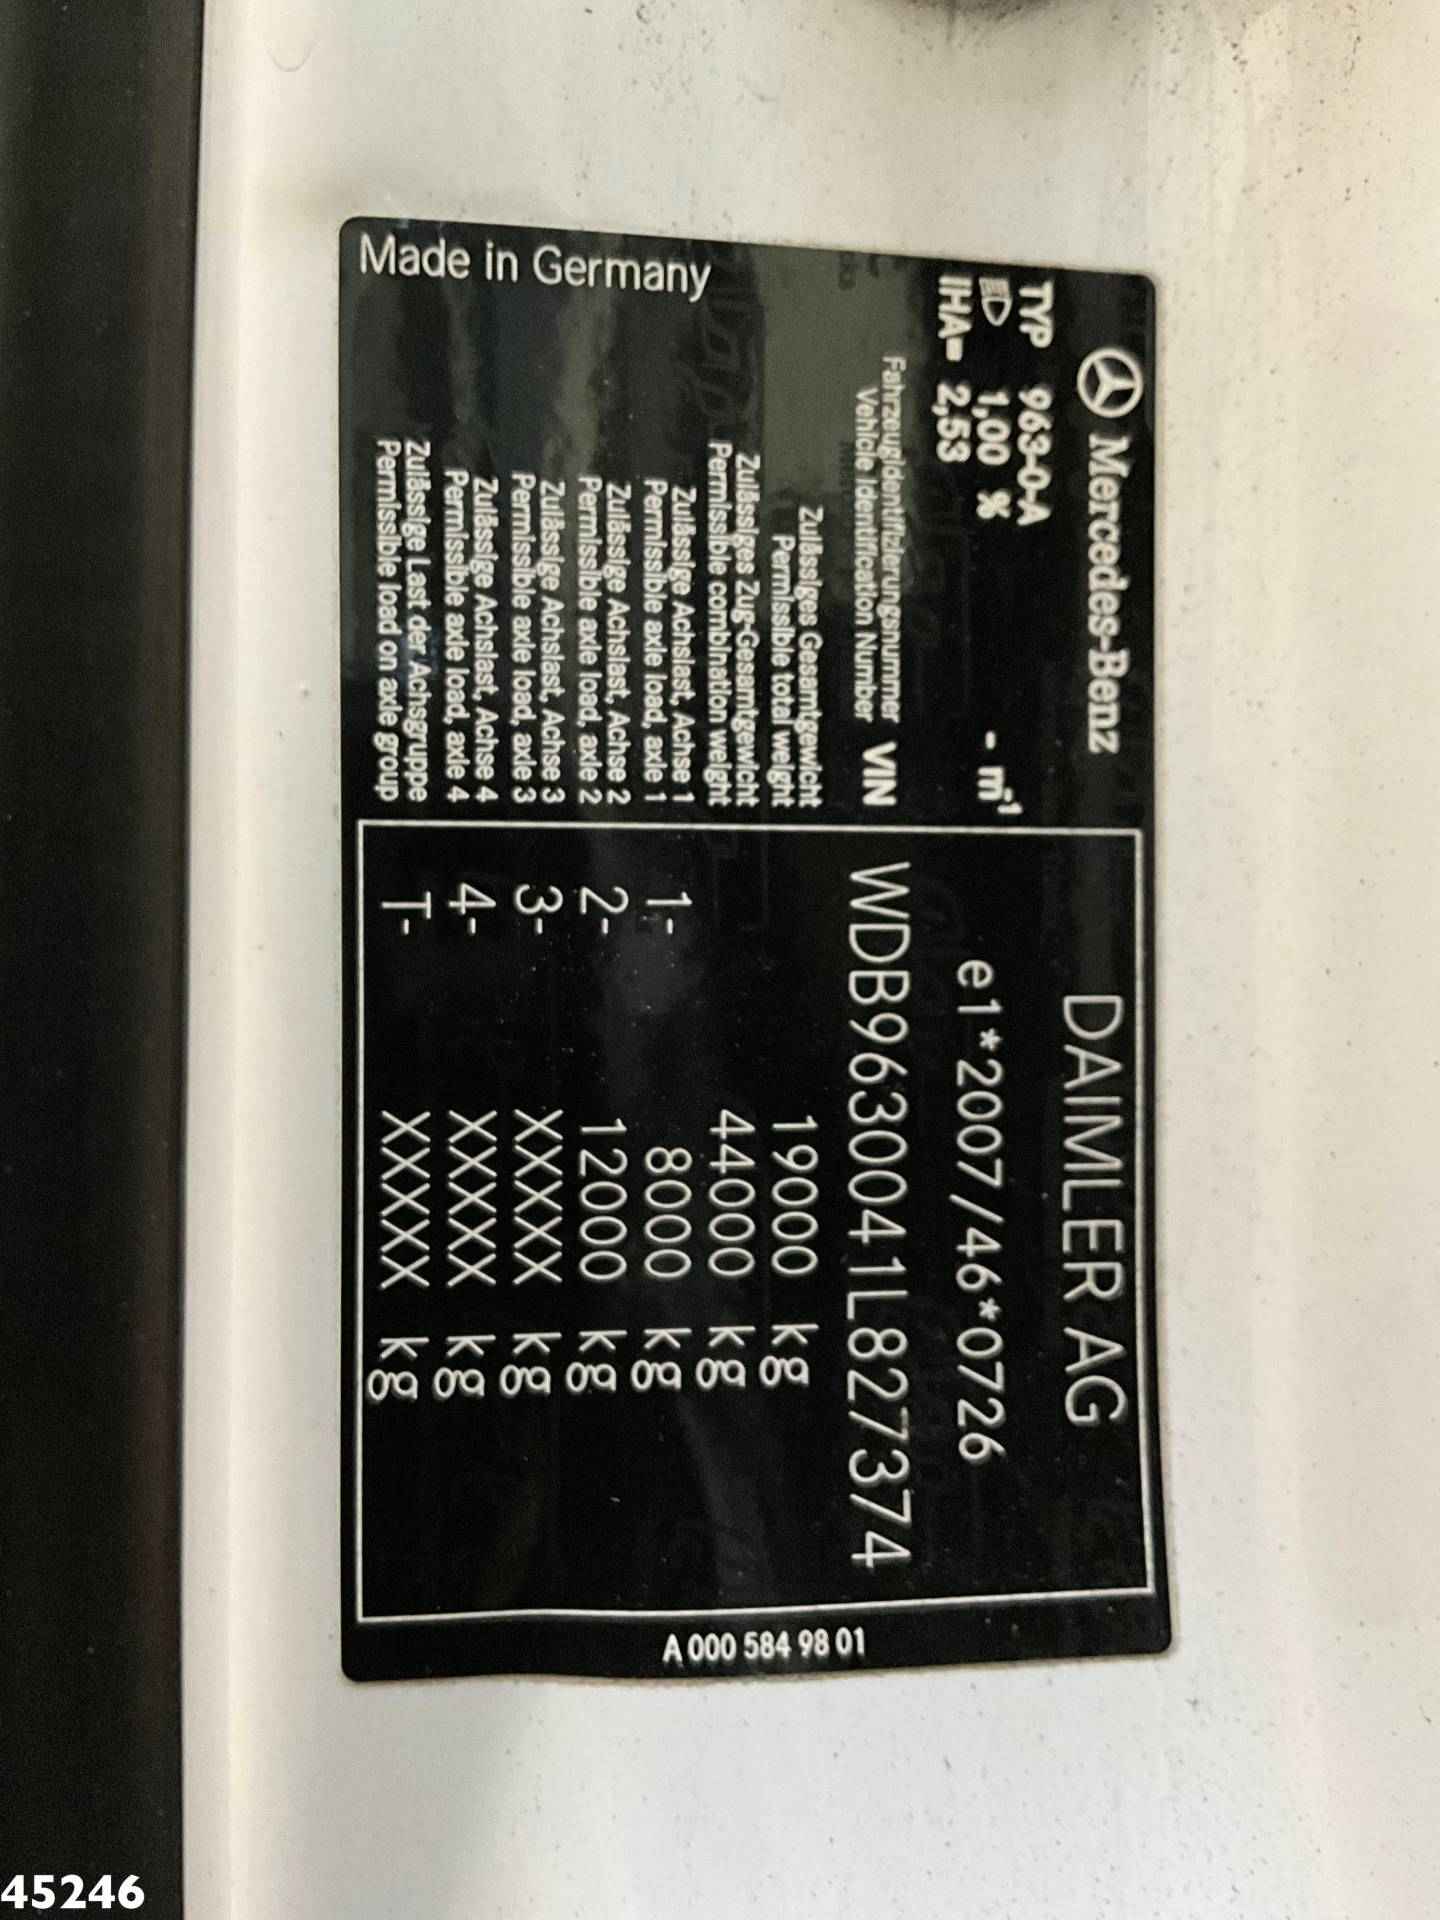 Mercedes-Benz
TYP 963-0-A
1,00 % - m-1
IHA= 2,53
Fahrzeugidentifizierungsnummer
Vehicle Identification Number VIN
Zulässiges Gesamtgewicht
Permissible total weight
Zulässiges Zug-Gesamtgewicht
Permissible combination weight
Zulässige Achslast, Achse 1
Permissible axle load, axle 1
Zulässige Achslast, Achse 2
Permissible axle load, axle 2
Zulässige Achslast, Achse 3
Permissible axle load, axle 3
Zulässige Achslast, Achse 4
Permissible axle load, axle 4
Zulässige Last der Achsgruppe
Permissible load on axle group
Made in Germany
DAIMLER AG
e1*2007/46*0726
WDB9630041L827374
19000 kg
44000 kg
1- 8000 kg
2- 12000 kg
3- XXXXX kg
4- XXXXX kg
T- XXXXX kg
A 000 584 98 01
45246